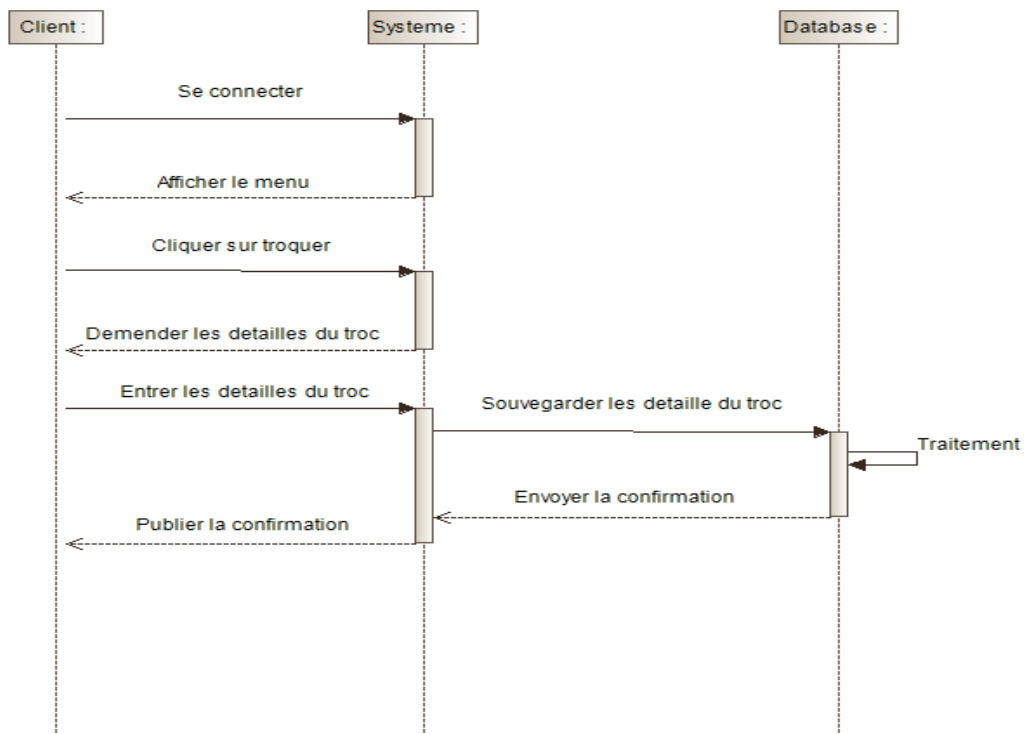 Client :
Systeme :
Database :
Se connecter
Afficher le menu
Cliquer sur troquer
Demender les detailles du troc
Entrer les detailles du troc
Souvegarder les detaille du troc
Traitement
Envoyer la confirmation
Publier la confirmation